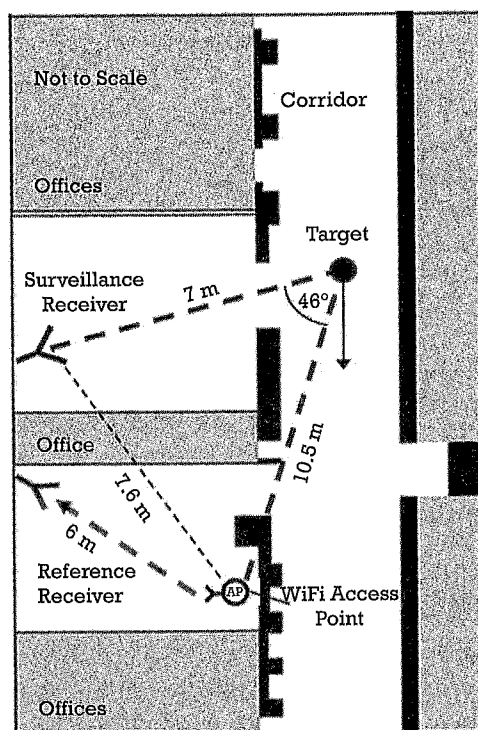 Not to Scale
Corridor
Offices
Target
Surveillance
Receiver
7 m
46°
Office
10.5 m
7.6 m
6 m
Reference
Receiver
AP
WiFi Access
Point
Offices